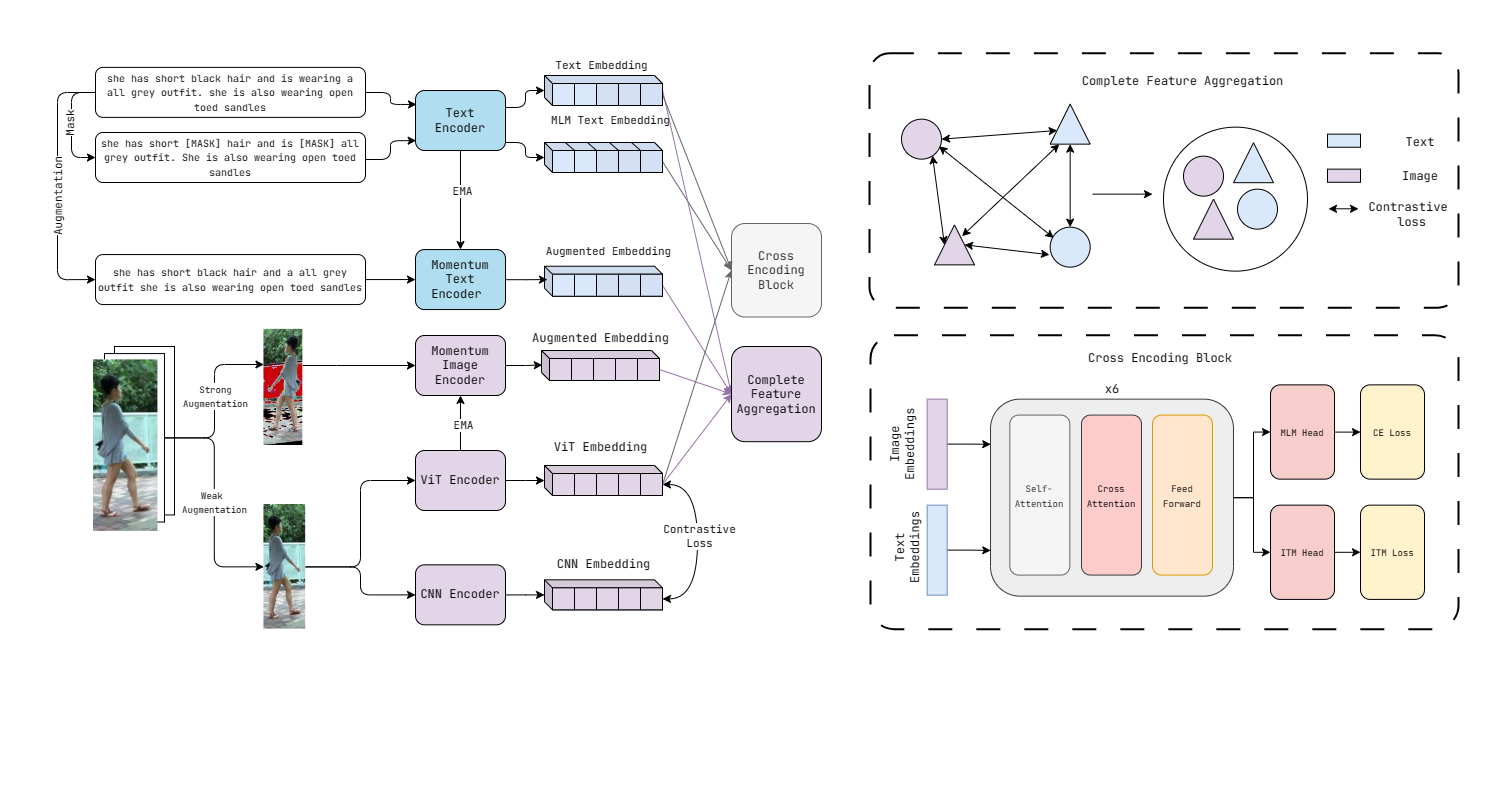 she has short black hair and is wearing a
all grey outfit. she is also wearing open
toed sandles
Mask
she has short [MASK] hair and is [MASK] all
grey outfit. She is also wearing open toed
sandles
Augmentation
she has short black hair and a all grey
outfit she is also wearing open toed sandles
Text
Encoder
EMA
Momentum
Text
Encoder
Text Embedding
MLM Text Embedding
Augmented Embedding
Strong
Augmentation
Weak
Augmentation
Momentum
Image
Encoder
EMA
ViT Encoder
CNN Encoder
Augmented Embedding
ViT Embedding
Contrastive
Loss
CNN Embedding
Cross
Encoding
Block
Complete
Feature
Aggregation
Complete Feature Aggregation
Text
Image
Contrastive
loss
Cross Encoding Block
x6
Image
Embeddings
Text
Embeddings
Self-
Attention
Cross
Attention
Feed
Forward
MLM Head
CE Loss
ITM Head
ITM Loss